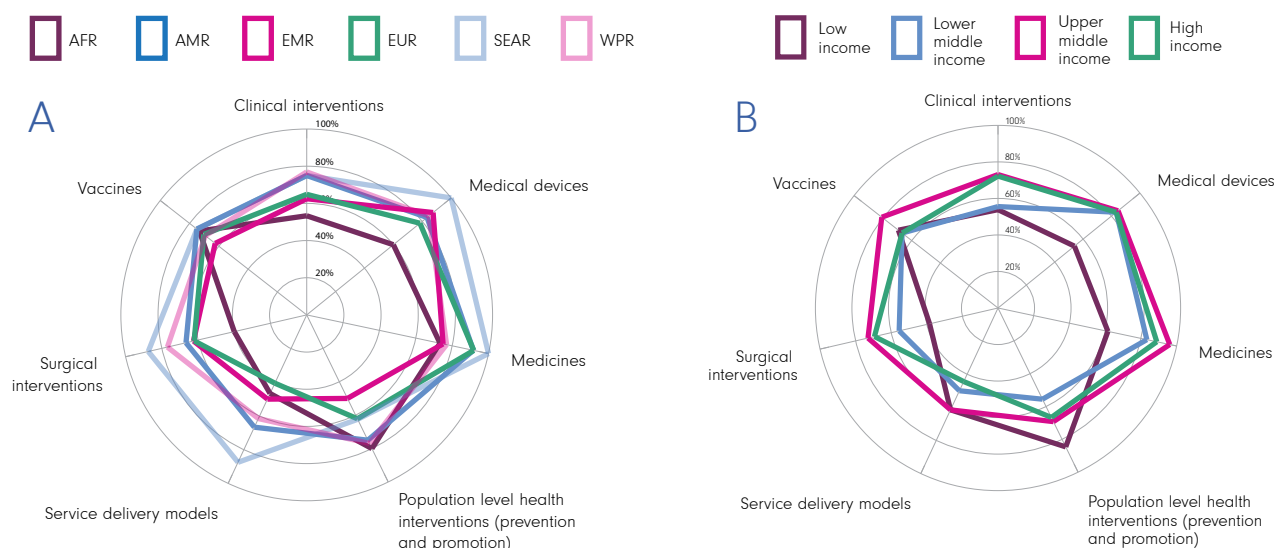 AFR
AMR
EMR
EUR
SEAR
WPR
Low
income
Lower
middle
income
Upper
middle
income
High
income
A
Clinical interventions
100%
80%
40%
20%
Medical devices
Medicines
Population level health
interventions (prevention
and promotion)
Service delivery models
Surgical
interventions
Vaccines
B
Clinical interventions
100%
80%
60%
40%
20%
Medical devices
Medicines
Population level health
interventions (prevention
and promotion)
Service delivery models
Surgical
interventions
Vaccines